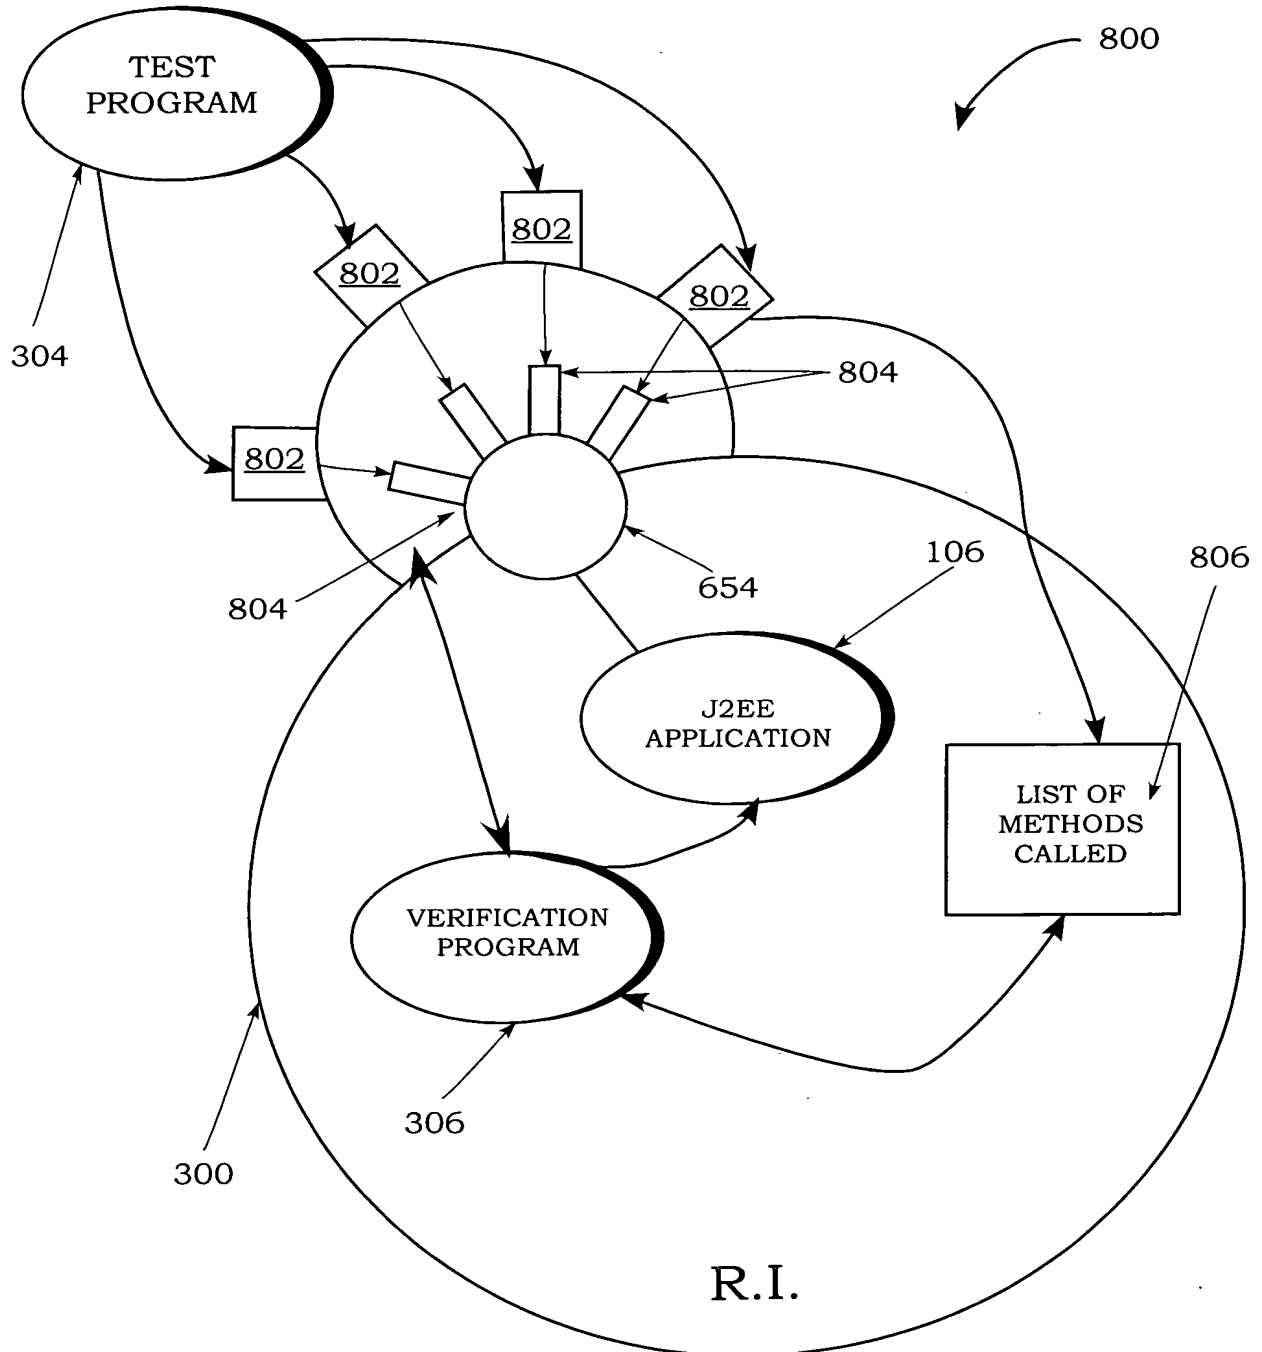 800
TEST
PROGRAM
802
802
802
802
304
804
106
806
654
804
J2EE
APPLICATION
LIST OF
METHODS
CALLED
VERIFICATION
PROGRAM
306
300
R.I.